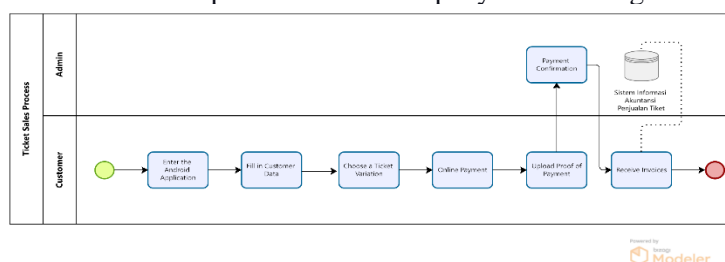 Ticket Sales Process
Admin
Payment
Confirmation
Sistem Informasi
Akuntansi
Penjualan Tiket
Customer
Enter the
Android
Application
Fill in Customer
Data
Choose a Ticket
Variation
Online Payment
Upload Proof of
Payment
Receive Invoices
Powered by
Modeler